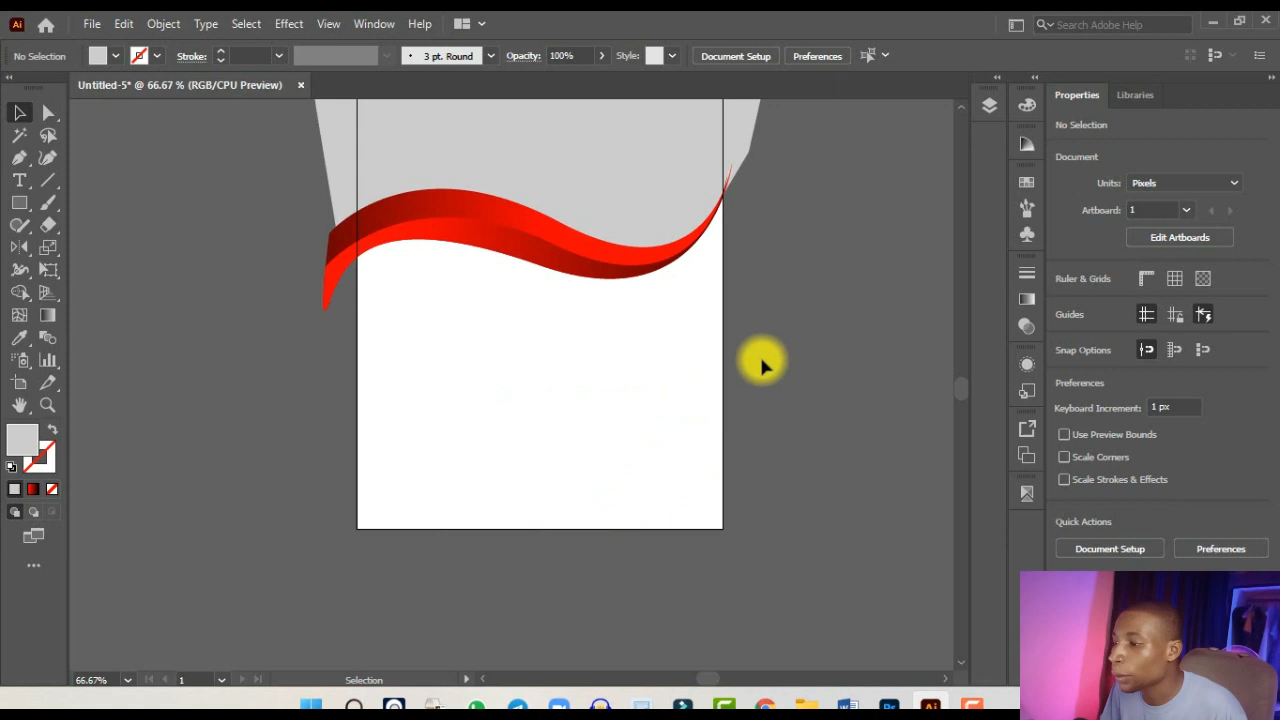 Ai File Edit Object Type Select Effect View Window Help Search Adobe Help
No Selection Stroke: 3 pt. Round Opacity: 100% Style: Document Setup Preferences
Untitled-5* @ 66.67 % (RGB/CPU Preview)
Properties Libraries
No Selection
Document
Units: Pixels
Artboard: 1
Edit Artboards
Ruler & Grids
Guides
Snap Options
Preferences
Keyboard Increment: 1 px
Use Preview Bounds
Scale Corners
Scale Strokes & Effects
Quick Actions
Document Setup Preferences
66.67% 1 Selection
Ps Ai